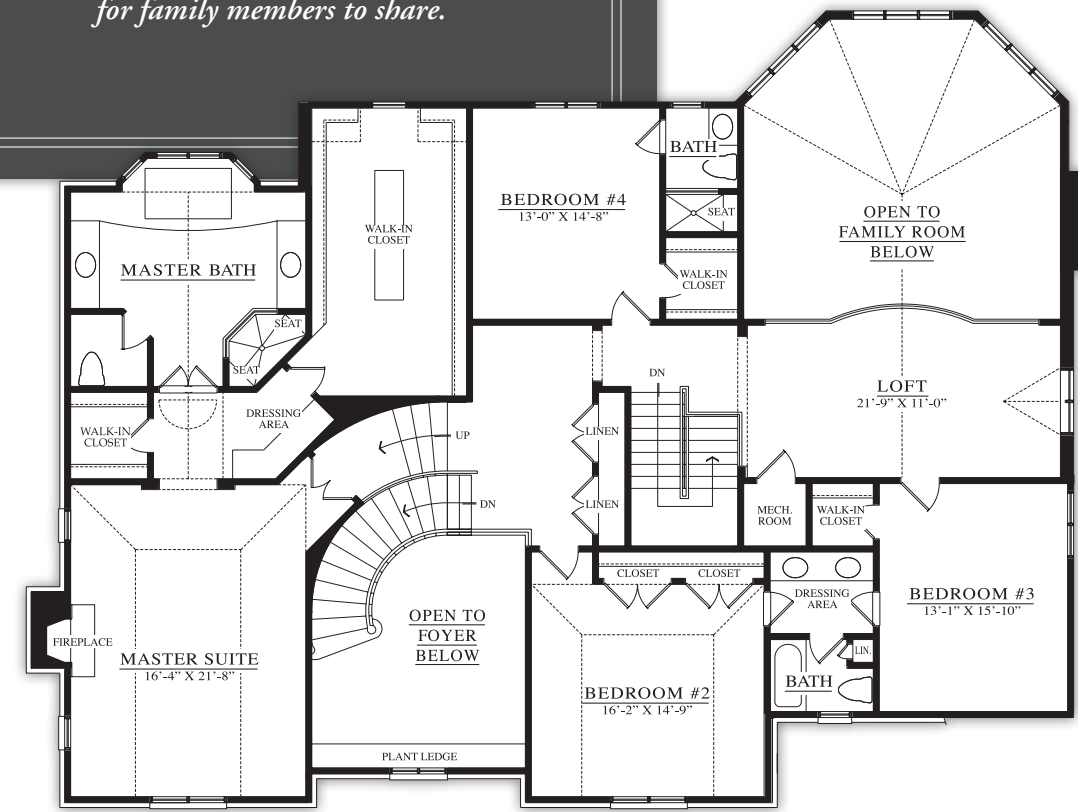 for family members to share.
BATH
BEDROOM #4
13'-0" X 14'-8"
SEAT
OPEN TO
FAMILY ROOM
BELOW
WALK-IN
CLOSET
MASTER BATH
WALK-IN
CLOSET
SEAT
SEAT
DN
LOFT
21'-9" X 11'-0"
DRESSING
AREA
WALK-IN
CLOSET
UP
LINEN
DN
LINEN
MECH.
ROOM
WALK-IN
CLOSET
CLOSET
CLOSET
DRESSING
AREA
BEDROOM #3
13'-1" X 15'-10"
OPEN TO
FOYER
BELOW
FIREPLACE
MASTER SUITE
16'-4" X 21'-8"
LIN.
BATH
BEDROOM #2
16'-2" X 14'-9"
PLANT LEDGE